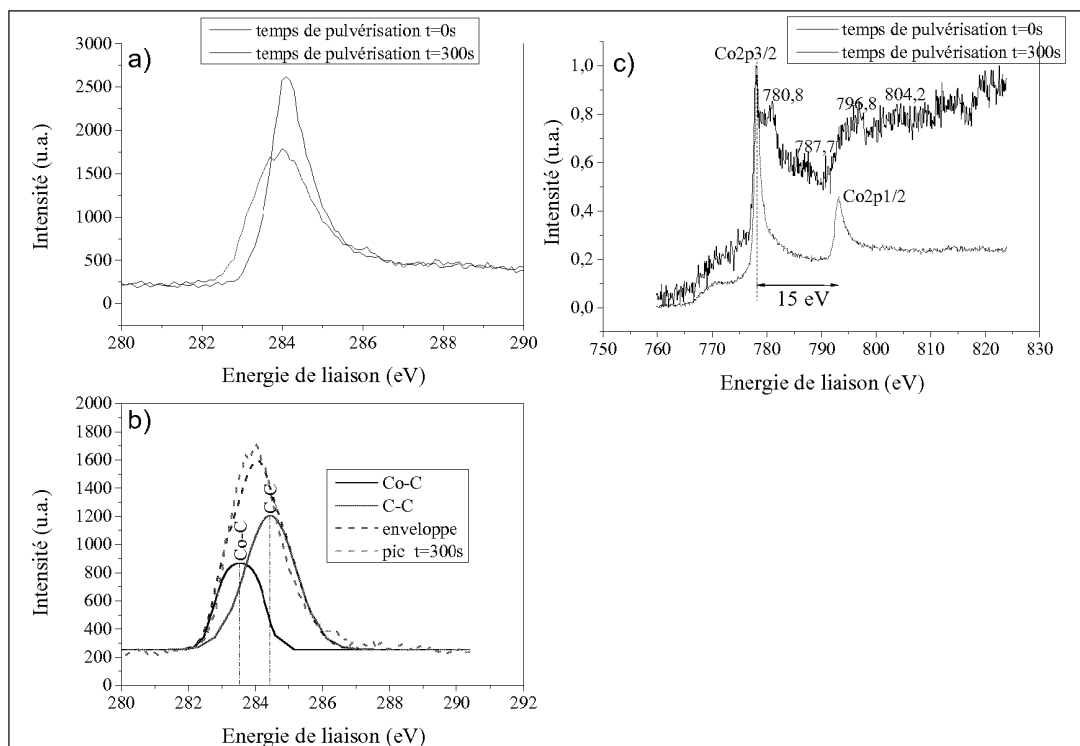 a)
temps de pulvérisation t=0s
temps de pulvérisation t=300s
3000
2500
2000
1500
1000
500
0
Intensité (u.a.)
280
282
284
286
288
290
Energie de liaison (eV)
c)
temps de pulvérisation t=0s
temps de pulvérisation t=300s
Co2p3/2
780,8
787,7
796,8
804,2
Co2p1/2
15 eV
1,0
0,8
0,6
0,4
0,2
0,0
Intensité (u.a.)
750
760
770
780
790
800
810
820
830
Energie de liaison (eV)
b)
2000
1800
1600
1400
1200
1000
800
600
400
200
0
Intensité (u.a.)
Co-C
C-C
Co-C
C-C
enveloppe
pic t=300s
280
282
284
286
288
290
292
Energie de liaison (eV)